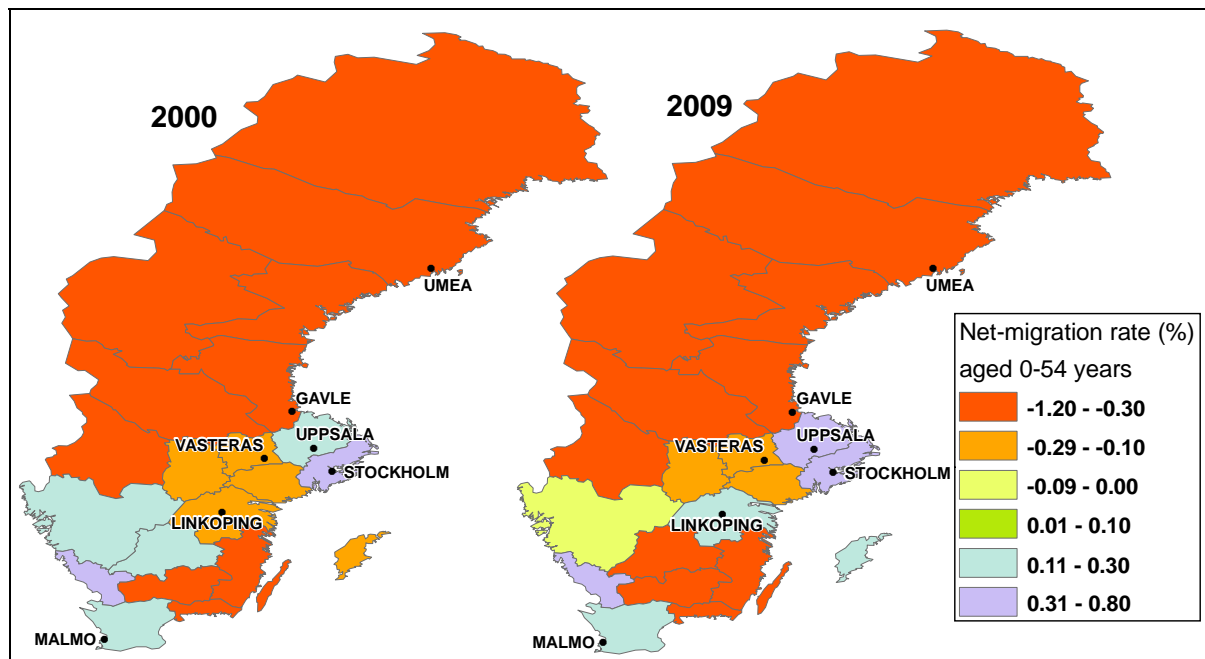 2000
UMEA
GAVLE
VASTERAS
UPPSALA
STOCKHOLM
LINKOPING
MALMO
2009
UMEA
GAVLE
VASTERAS
UPPSALA
STOCKHOLM
LINKOPING
MALMO
Net-migration rate (%)
aged 0-54 years
-1.20 - -0.30
-0.29 - -0.10
-0.09 - 0.00
0.01 - 0.10
0.11 - 0.30
0.31 - 0.80